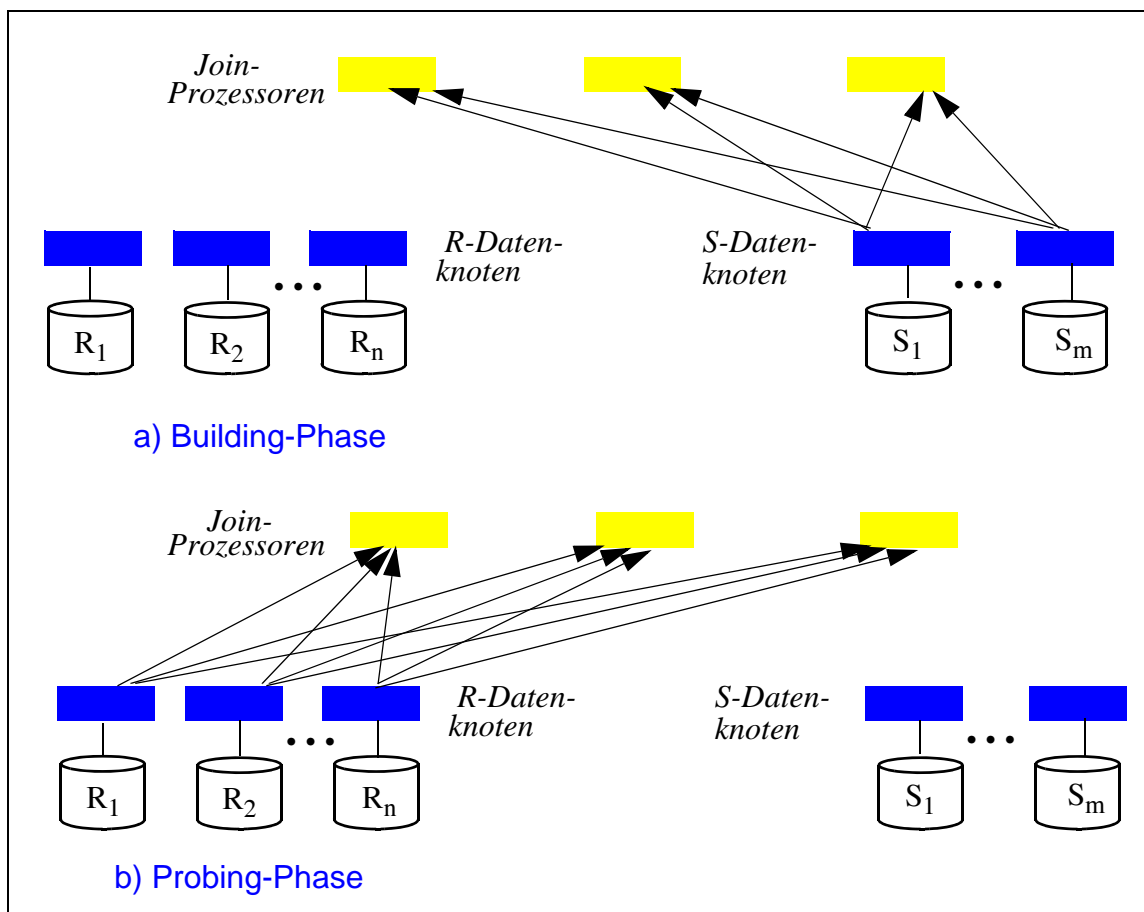 Join-
Prozessoren
R-Daten-
knoten
S-Daten-
knoten
R1
R2
Rn
S1
Sm
a) Building-Phase
Join-
Prozessoren
R-Daten-
knoten
S-Daten-
knoten
R1
R2
Rn
S1
Sm
b) Probing-Phase